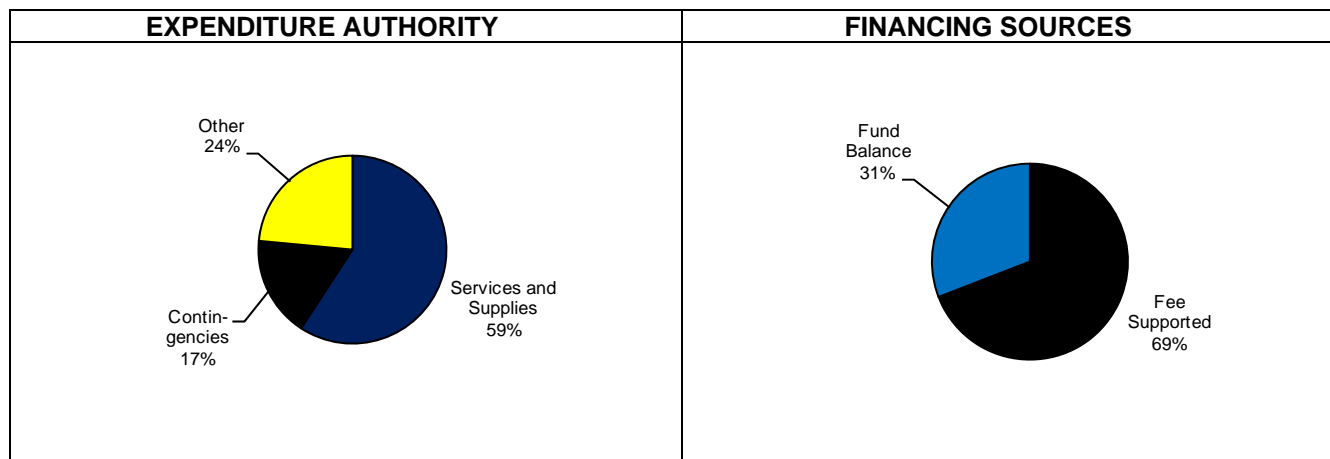 EXPENDITURE AUTHORITY
Other
24%
Contin-
gencies
17%
Services and
Supplies
59%
FINANCING SOURCES
Fund
Balance
31%
Fee
Supported
69%